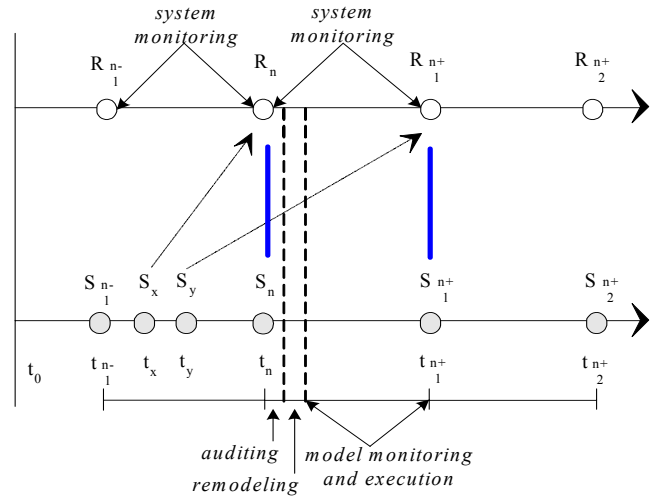 system monitoring
system monitoring
R n-1
R n
R n+1
R n+2
S n-1
S x
S y
S n
S n+1
S n+2
t 0
t n-1
t x
t y
t n
t n+1
t n+2
auditing
remodeling
model monitoring
and execution